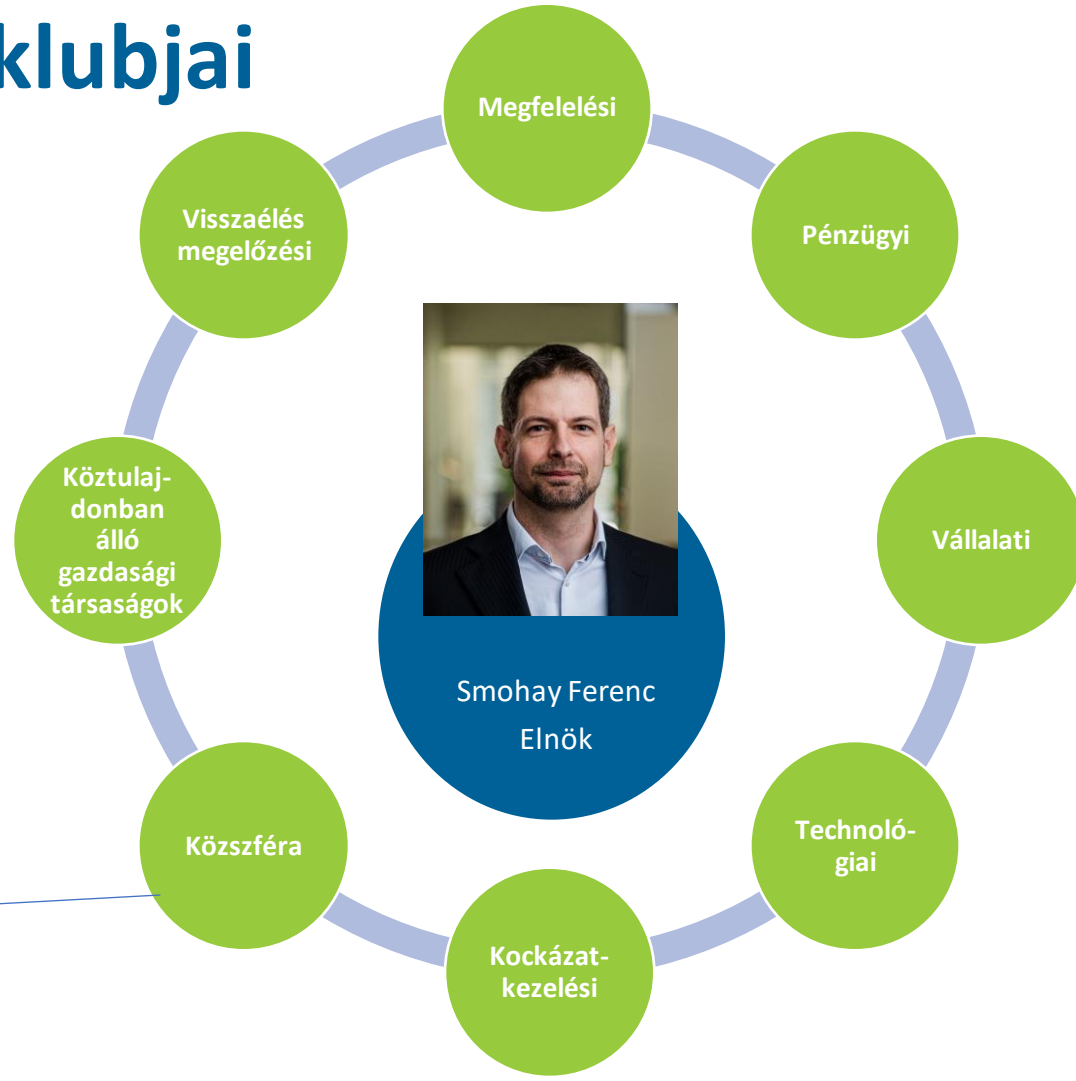 klubjai
Megfelelési
Visszaélés
megelőzési
Pénzügyi
Köztulaj-
donban
álló
gazdasági
társaságok
Vállalati
Smohay Ferenc
Elnök
Közszféra
Technoló-
giai
Kockázat-
kezelési